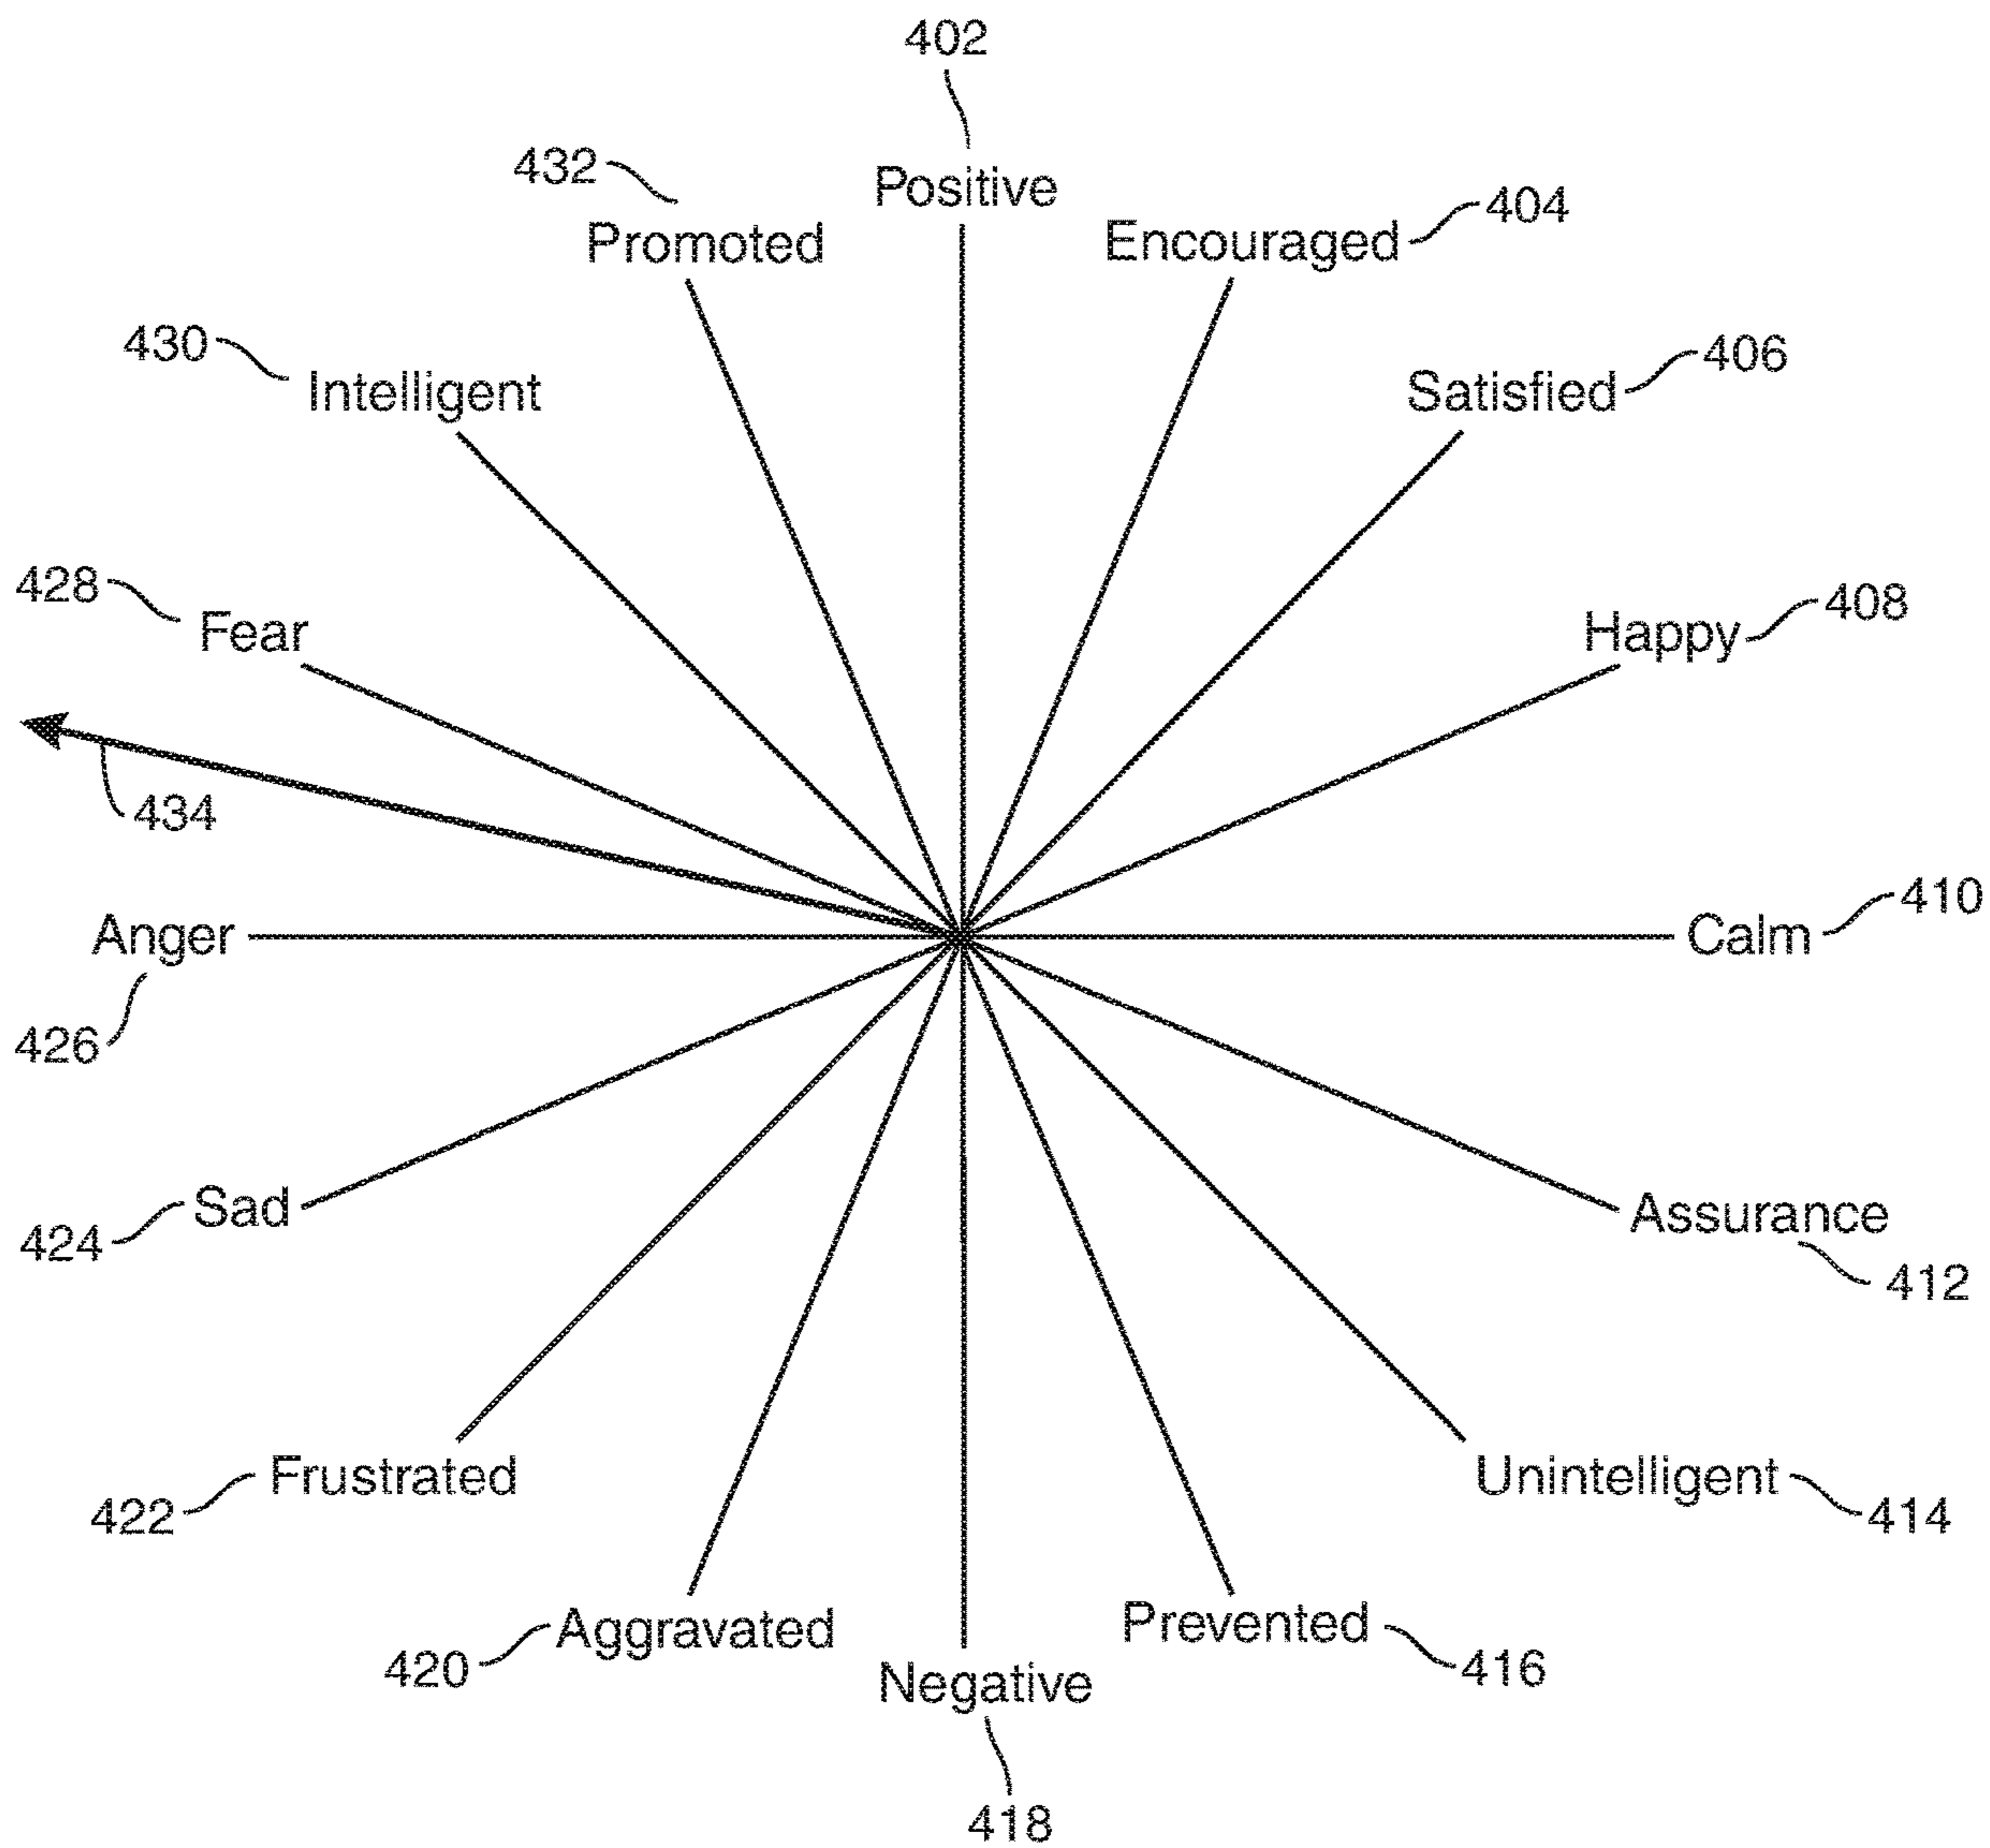 402
432
Positive
404
Promoted
Encouraged
430
406
Intelligent
Satisfied
428
408
Fear
Happy
434
410
Anger
Calm
426
Sad
Assurance
424
412
Frustrated
Unintelligent
422
414
Aggravated
Prevented
420
416
Negative
418